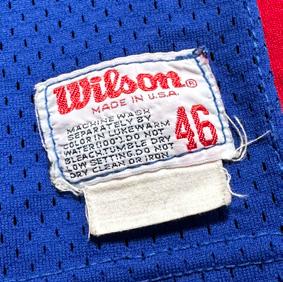 Wilson®
MADE IN U.S.A.
MACHINE WASH
SEPARATELY BY
COLOR IN LUKEWARM
WATER(100°) DO NOT
BLEACH TUMBLE DRY
LOW SETTING DO NOT
DRY CLEAN OR IRON
46